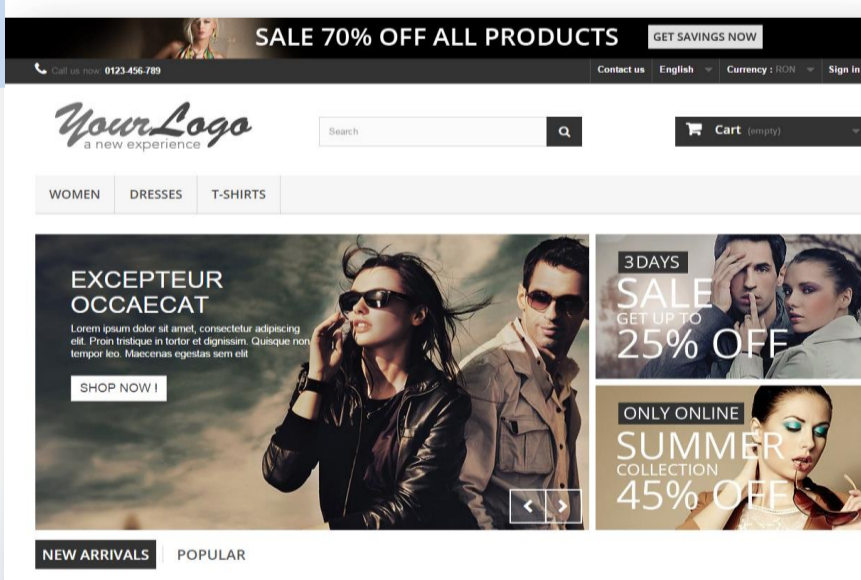 SALE 70% OFF ALL PRODUCTS
GET SAVINGS NOW
Call us now: 0123-456-789
Contact us
English
Currency : RON
Sign in
YourLogo
a new experience
Search
Cart (empty)
WOMEN
DRESSES
T-SHIRTS
EXCEPTEUR
OCCAECAT
Lorem ipsum dolor sit amet, consectetur adipiscing
elit. Proin tristique in tortor et dignissim. Quisque non
tempor leo. Maecenas egestas sem elit
SHOP NOW !
3 DAYS
SALE
GET UP TO
25% OFF
ONLY ONLINE
SUMMER
COLLECTION
45% OFF
NEW ARRIVALS
POPULAR